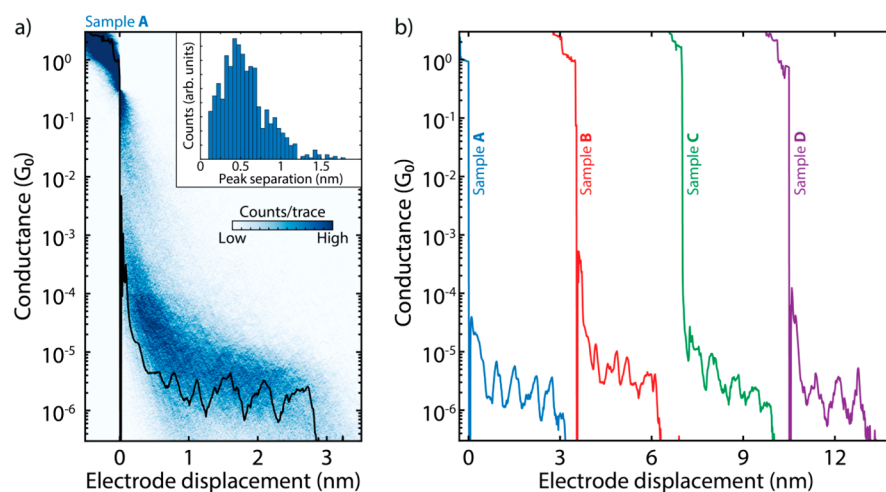 Sample A
a)
Counts (arb. units)
0 0.5 1 1.5
Peak separation (nm)
Counts/trace
Low High
Conductance (G₀)
10⁰
10⁻¹
10⁻²
10⁻³
10⁻⁴
10⁻⁵
10⁻⁶
0 1 2 3
Electrode displacement (nm)
b)
Conductance (G₀)
10⁰
10⁻¹
10⁻²
10⁻³
10⁻⁴
10⁻⁵
10⁻⁶
Sample A
Sample B
Sample C
Sample D
0 3 6 9 12
Electrode displacement (nm)